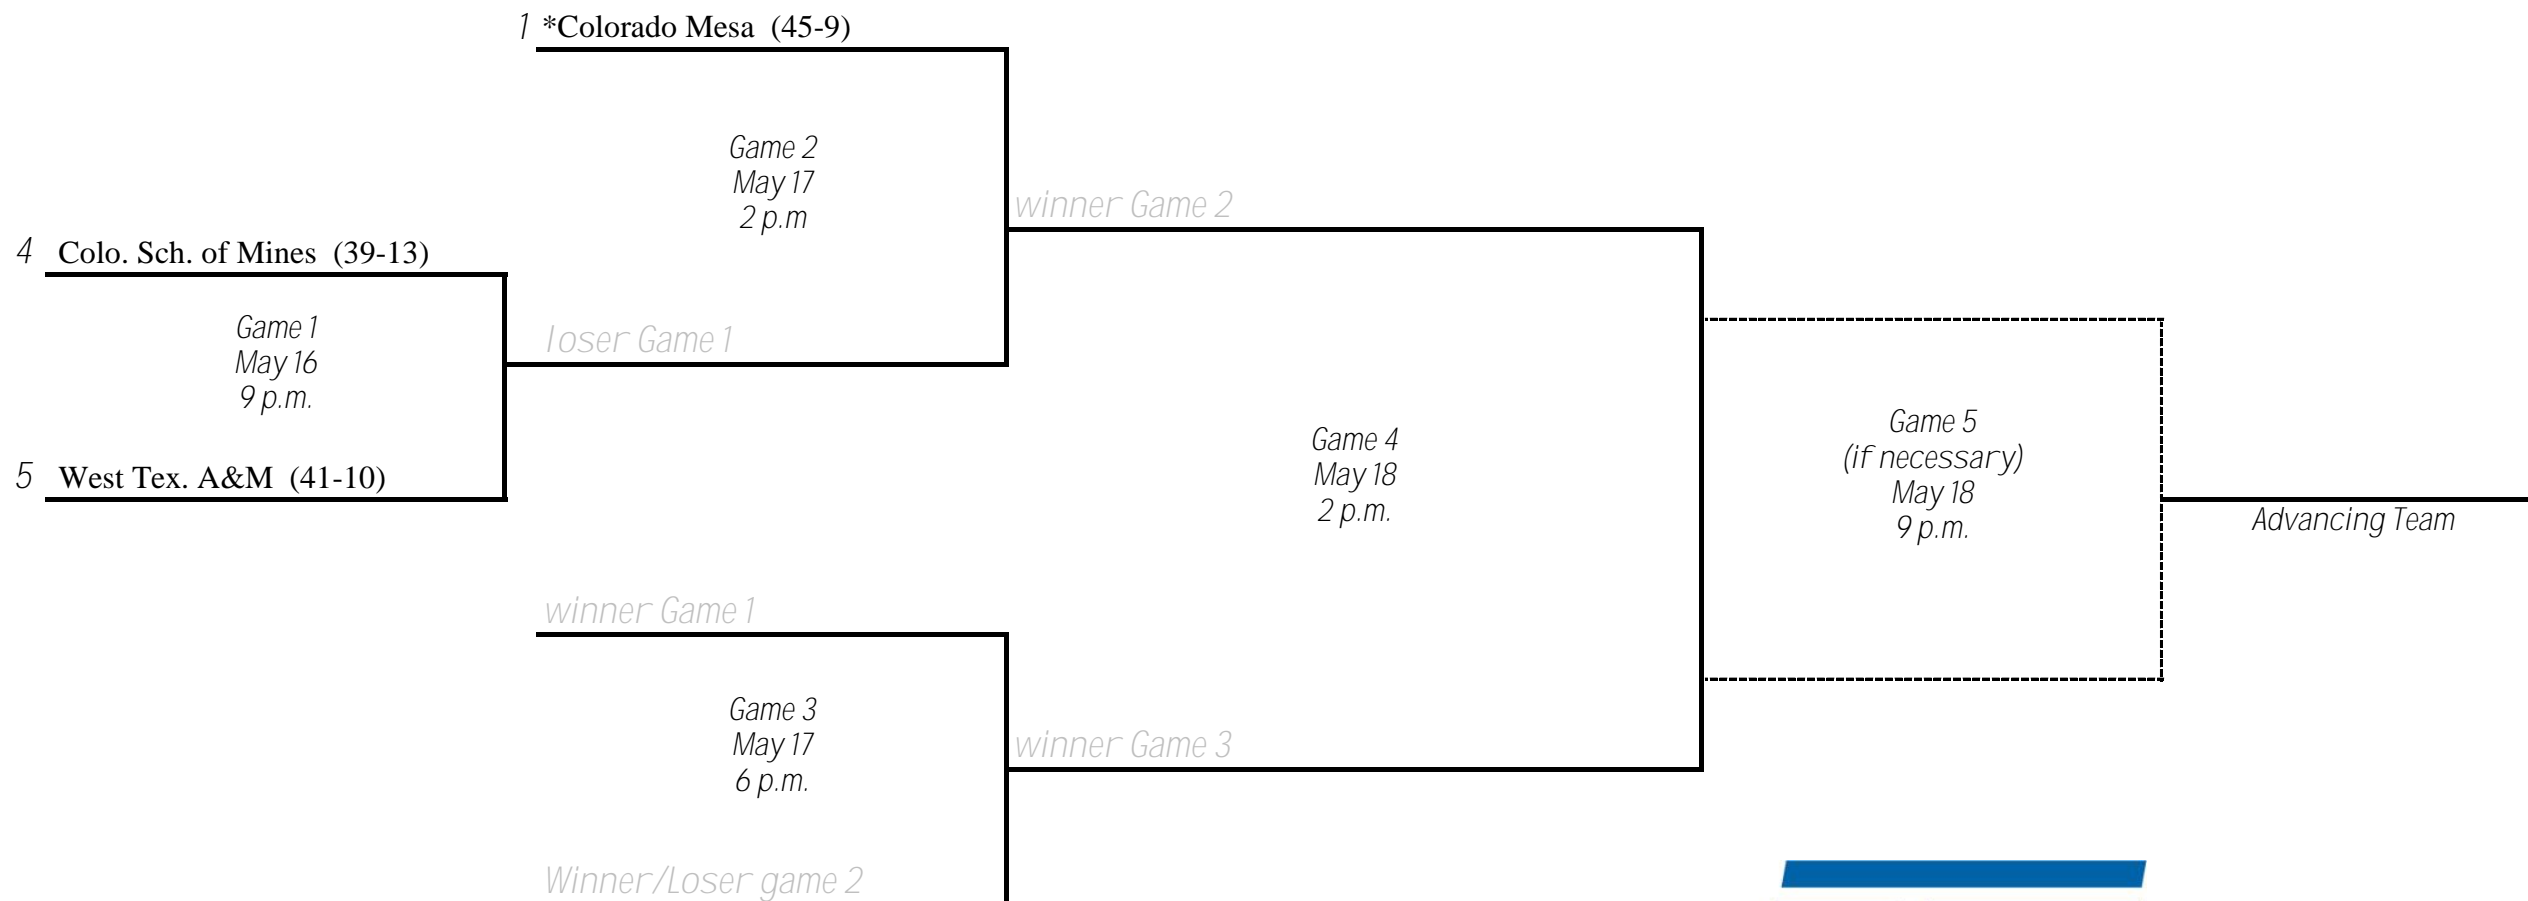 1 *Colorado Mesa (45-9)
Game 2
May 17
2 p.m
winner Game 2
4 Colo. Sch. of Mines (39-13)
Game 1
May 16
9 p.m.
loser Game 1
5 West Tex. A&M (41-10)
Game 4
May 18
2 p.m.
Game 5
(if necessary)
May 18
9 p.m.
Advancing Team
winner Game 1
Game 3
May 17
6 p.m.
winner Game 3
Winner/Loser game 2